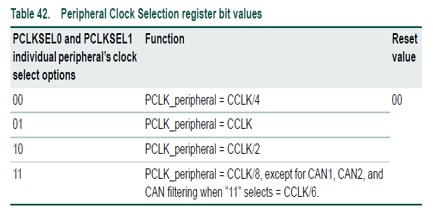 Table 42. Peripheral Clock Selection register bit values
PCLKSEL0 and PCLKSEL1 Function Reset
individual peripheral's clock value
select options
00 PCLK_peripheral = CCLK/4 00
01 PCLK_peripheral = CCLK
10 PCLK_peripheral = CCLK/2
11 PCLK_peripheral = CCLK/8, except for CAN1, CAN2, and
CAN filtering when “11” selects = CCLK/6.